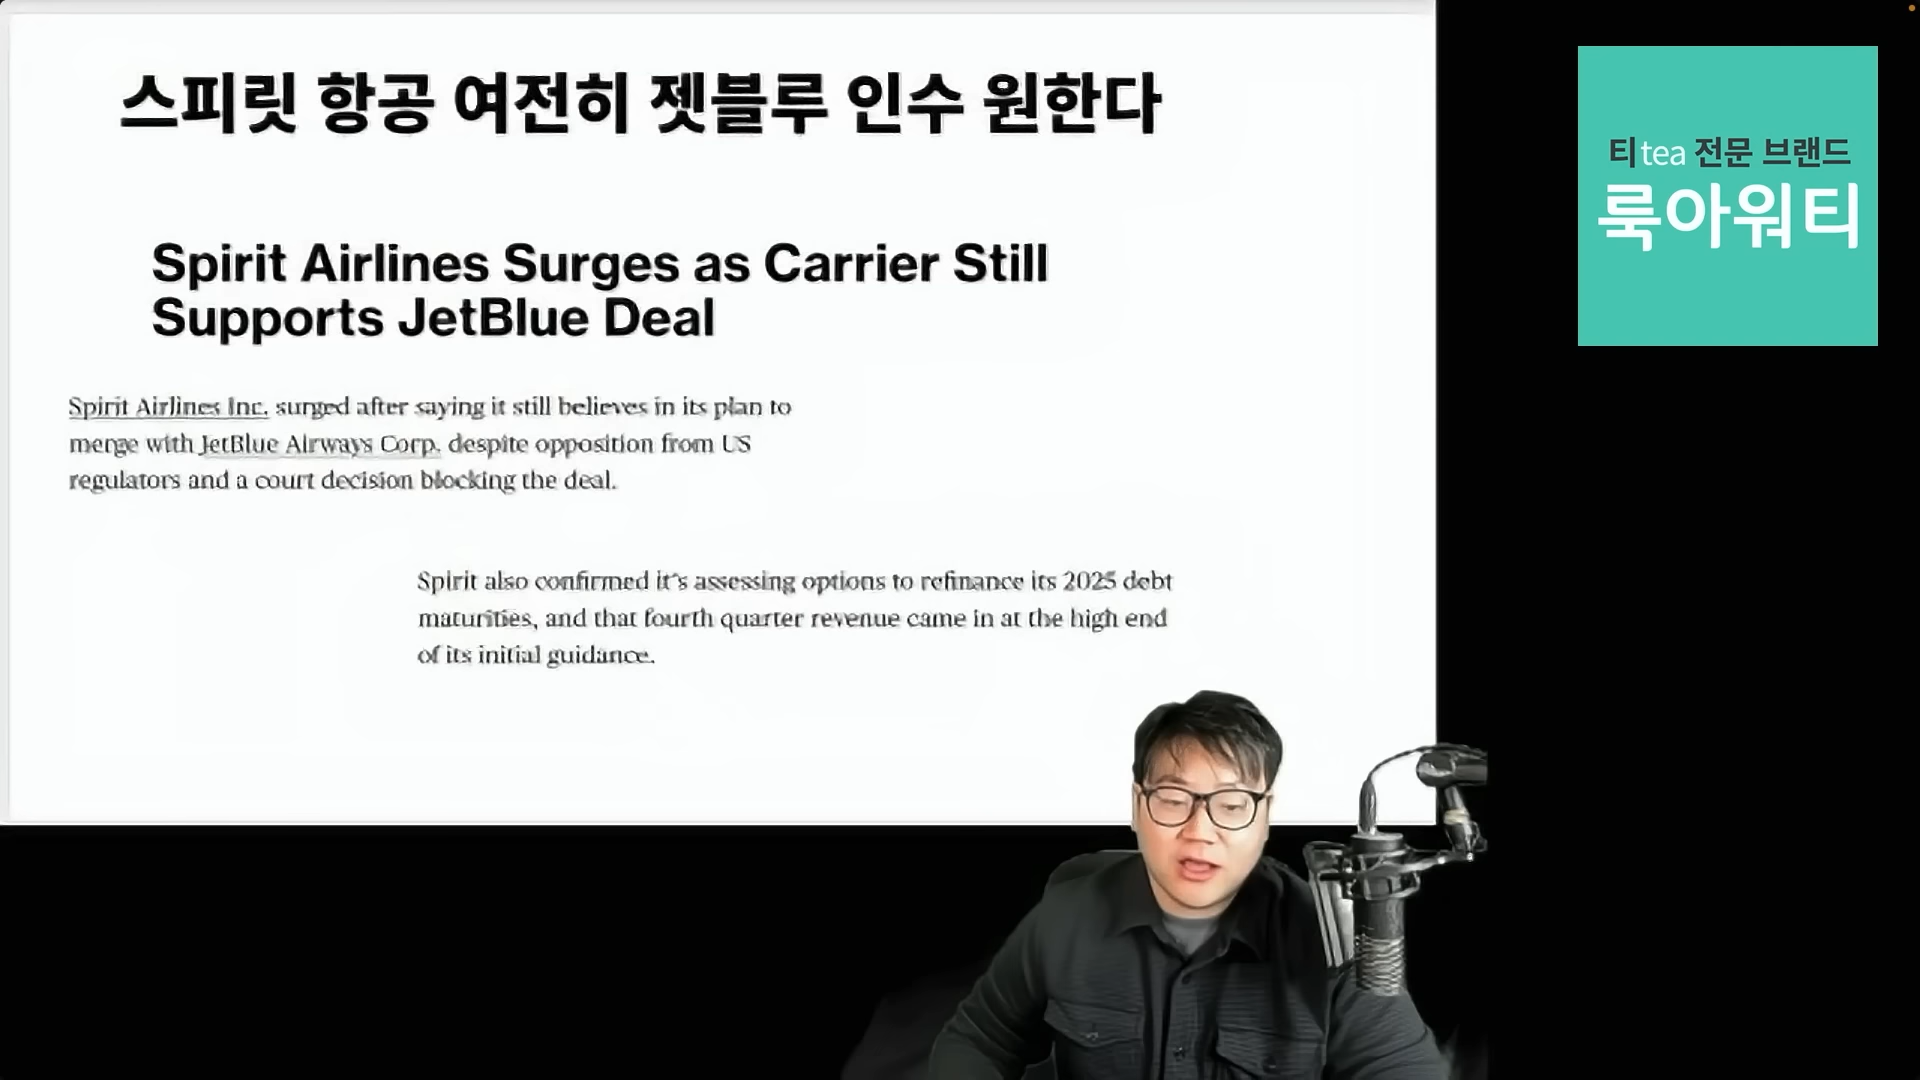 스피릿 항공 여전히 젯블루 인수 원한다
Spirit Airlines Surges as Carrier Still
Supports JetBlue Deal
Spirit Airlines Inc. surged after saying it still believes in its plan to
merge with JetBlue Airways Corp. despite opposition from US
regulators and a court decision blocking the deal.
Spirit also confirmed it's assessing options to refinance its 2025 debt
maturities, and that fourth quarter revenue came in at the high end
of its initial guidance.
티tea 전문 브랜드
룩아워티